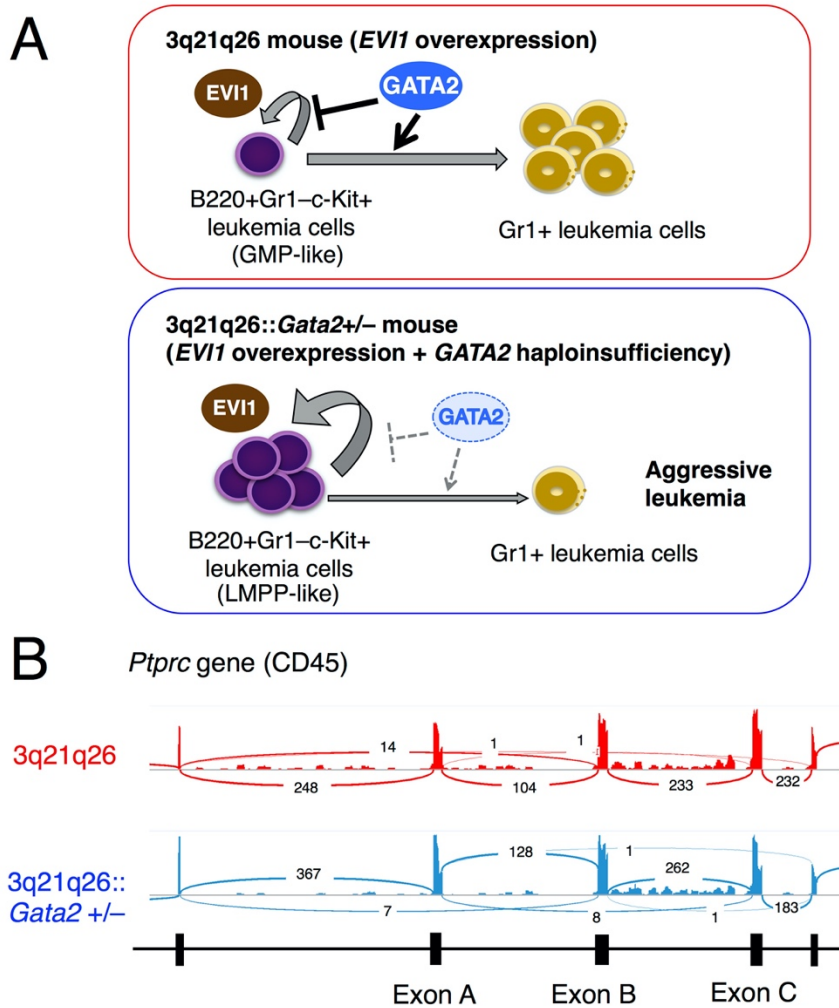 A
3q21q26 mouse (EVI1 overexpression)
EVI1
GATA2
B220+Gr1–c-Kit+
leukemia cells
(GMP-like)
Gr1+ leukemia cells
3q21q26::Gata2+/– mouse
(EVI1 overexpression + GATA2 haploinsufficiency)
EVI1
GATA2
Aggressive
leukemia
B220+Gr1–c-Kit+
leukemia cells
(LMPP-like)
Gr1+ leukemia cells
B
Ptprc gene (CD45)
3q21q26
14 1 1
248 104 233 232
3q21q26::
Gata2 +/–
367 128 262 1
7 8 1 183
Exon A Exon B Exon C